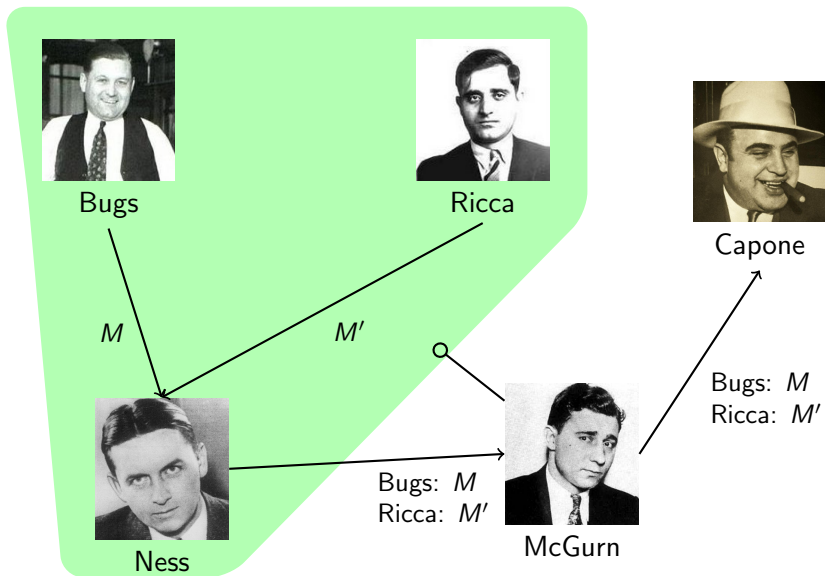 Bugs
Ricca
Capone
M
M′
Bugs: M
Ricca: M′
Bugs: M
Ricca: M′
McGurn
Ness